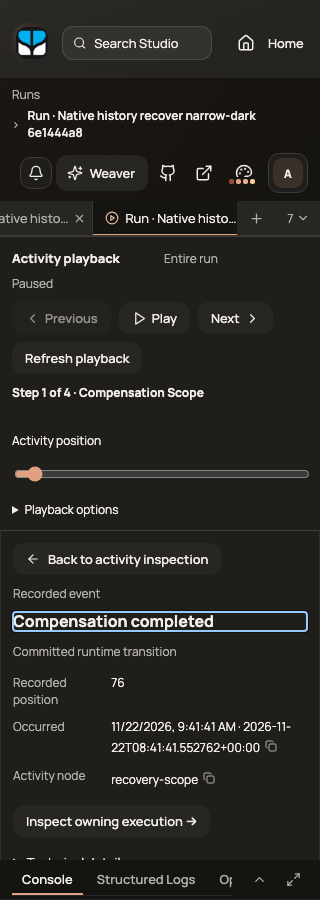 Search Studio
Home
Runs
Run · Native history recover narrow-dark
6e1444a8
Weaver
A
ative histo...
Run · Native histo...
7
Activity playback
Entire run
Paused
Previous
Play
Next
Refresh playback
Step 1 of 4 · Compensation Scope
Activity position
Playback options
Back to activity inspection
Recorded event
Compensation completed
Committed runtime transition
Recorded
position
76
Occurred
11/22/2026, 9:41:41 AM · 2026-11-
22T08:41:41.552762+00:00
Activity node
recovery-scope
Inspect owning execution →
Console
Structured Logs